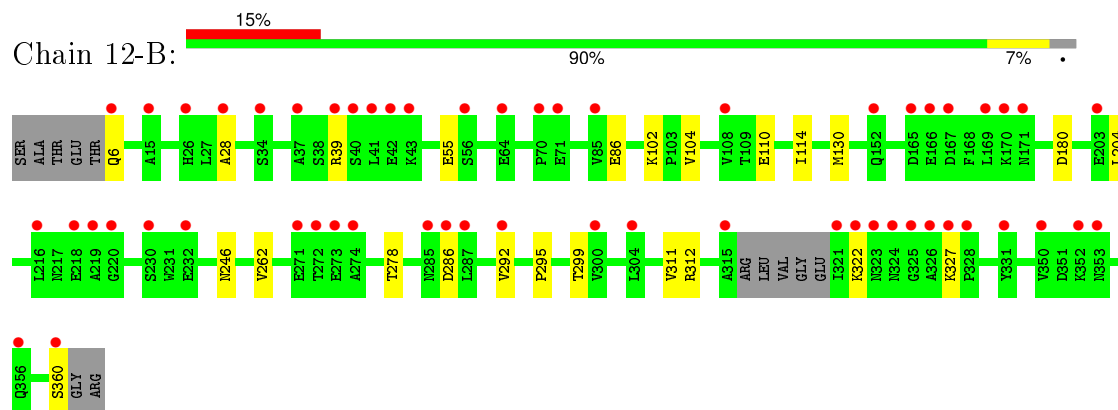 15%
Chain 12-B:
90% 7% •
SER ALA THR GLU THR Q6 A15 H26 L27 A28 S34 A37 S38 R39 S40 L41 E42 K43 E55 S56 E64 P70 E71 V85 E86 K102 P103 V104 V108 T109 E110 I114 M130 Q152 D165 E166 D167 F168 L169 K170 N171 D180 E203 L204
L216 N217 E218 A219 G220 S230 W231 E232 N246 V262 E271 T272 E273 A274 T278 N285 D286 L287 V292 P295 T299 V300 L304 V311 R312 A315 ARG LEU VAL GLY GLU I321 K322 N323 N324 G325 A326 K327 P328 Y331 V350 D351 K352 N353
Q356 S360 GLY ARG